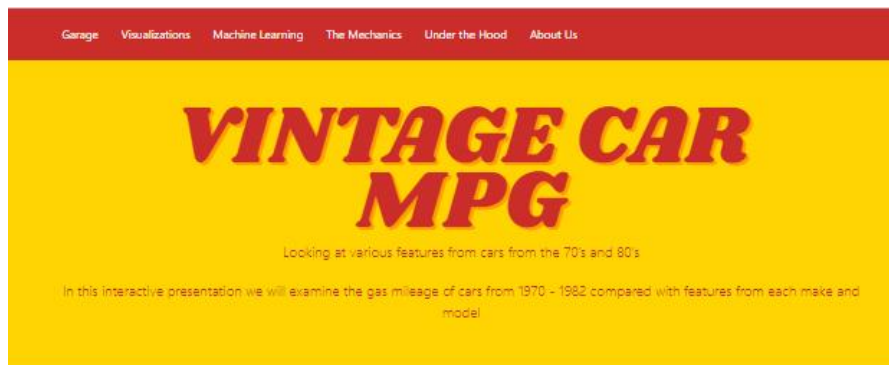 Garage Visualizations Machine Learning The Mechanics Under the Hood About Us
VINTAGE CAR
MPG
Looking at various features from cars from the 70's and 80's
In this interactive presentation we will examine the gas mileage of cars from 1970 - 1982 compared with features from each make and
model